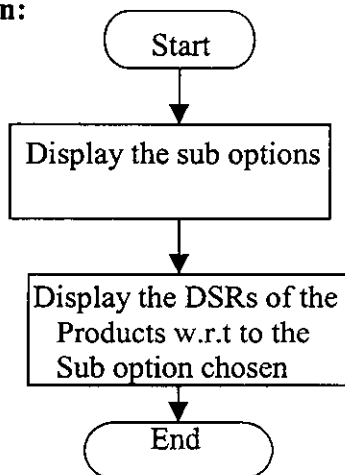 n:
Start
Display the sub options
Display the DSRs of the
Products w.r.t to the
Sub option chosen
End